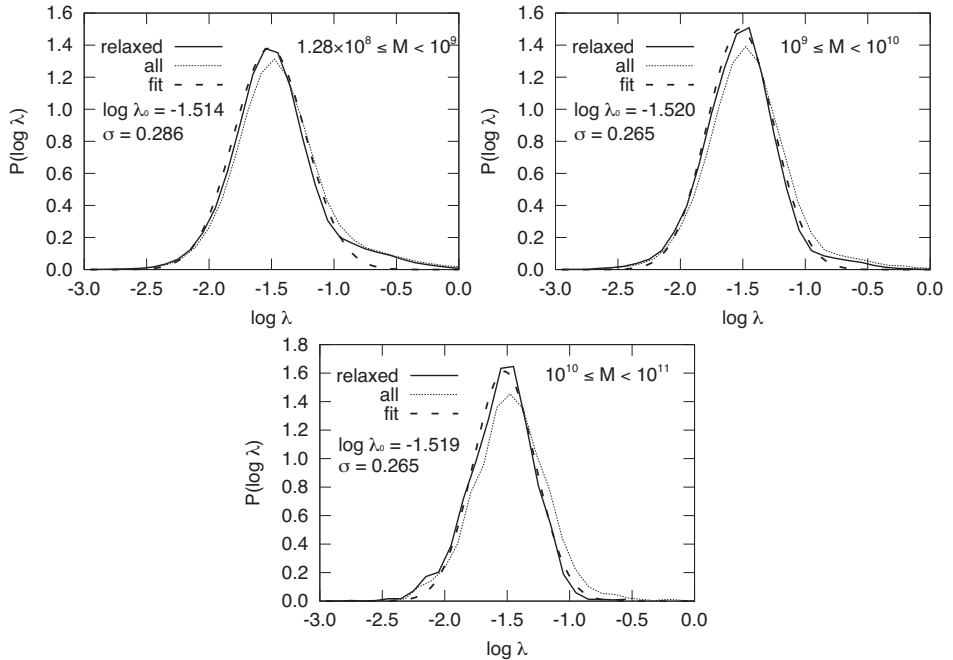 1.6
1.4
1.2
1.0
0.8
0.6
0.4
0.2
0.0
P(log λ)
relaxed
all
fit
log λ₀ = -1.514
σ = 0.286
1.28×10⁸ ≤ M < 10⁹
-3.0 -2.5 -2.0 -1.5 -1.0 -0.5 0.0
log λ
1.6
1.4
1.2
1.0
0.8
0.6
0.4
0.2
0.0
P(log λ)
relaxed
all
fit
log λ₀ = -1.520
σ = 0.265
10⁹ ≤ M < 10¹⁰
-3.0 -2.5 -2.0 -1.5 -1.0 -0.5 0.0
log λ
1.8
1.6
1.4
1.2
1.0
0.8
0.6
0.4
0.2
0.0
P(log λ)
relaxed
all
fit
log λ₀ = -1.519
σ = 0.265
10¹⁰ ≤ M < 10¹¹
-3.0 -2.5 -2.0 -1.5 -1.0 -0.5 0.0
log λ